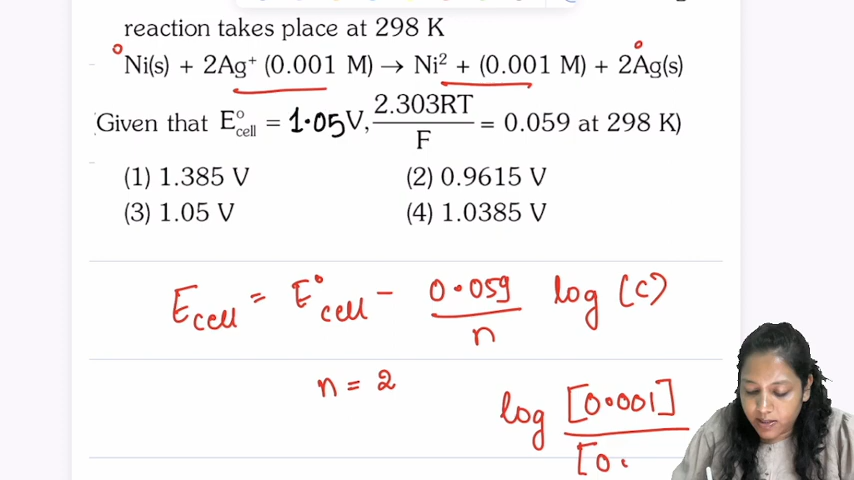 reaction takes place at 298 K
Ni(s) + 2Ag⁺ (0.001 M) → Ni² + (0.001 M) + 2Ag(s)
Given that E°cell = 1.05V, 2.303RT/F = 0.059 at 298 K)
(1) 1.385 V (2) 0.9615 V
(3) 1.05 V (4) 1.0385 V
Ecell = E°cell - 0.059/n log (c)
n = 2
log [0.001]/[0.